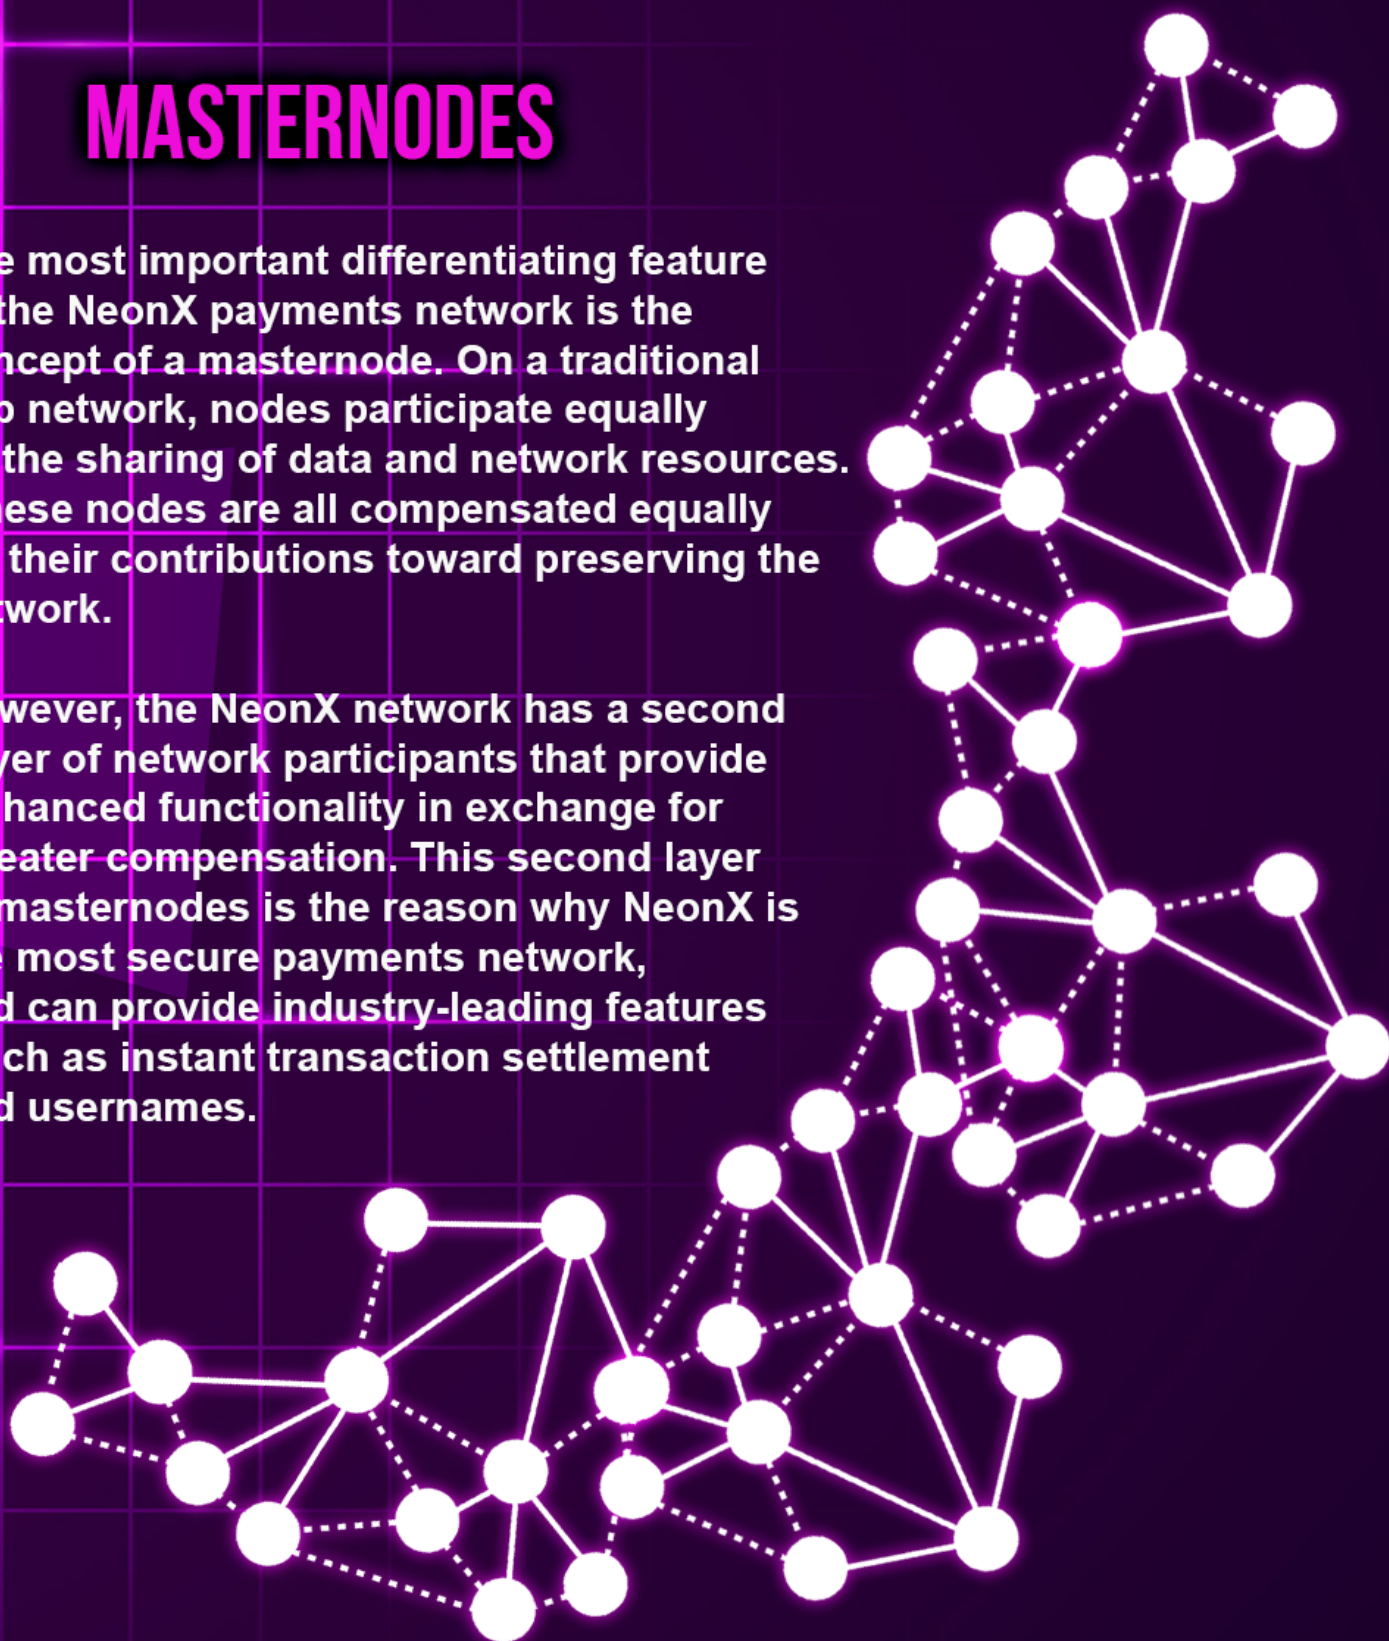 MASTERNODES
e most important differentiating feature
the NeonX payments network is the
ncept of a masternode. On a traditional
o network, nodes participate equally
the sharing of data and network resources.
ese nodes are all compensated equally
their contributions toward preserving the
twork.
wever, the NeonX network has a second
yer of network participants that provide
hanced functionality in exchange for
eater compensation. This second layer
masternodes is the reason why NeonX is
e most secure payments network,
d can provide industry-leading features
ch as instant transaction settlement
d usernames.